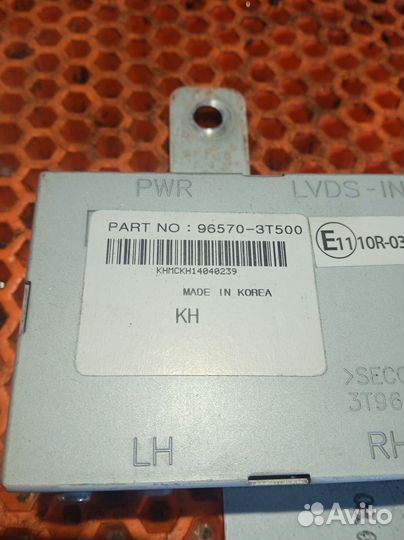 PWR LVDS-IN
PART NO : 96570-3T500
E11 10R-03
KHMCKH14040239
MADE IN KOREA
KH
>SECC
3T96
LH RH
Avito